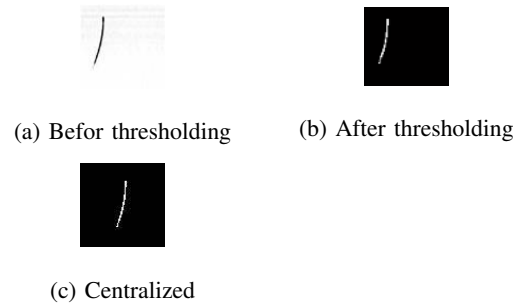 (a) Befor thresholding
(b) After thresholding
(c) Centralized